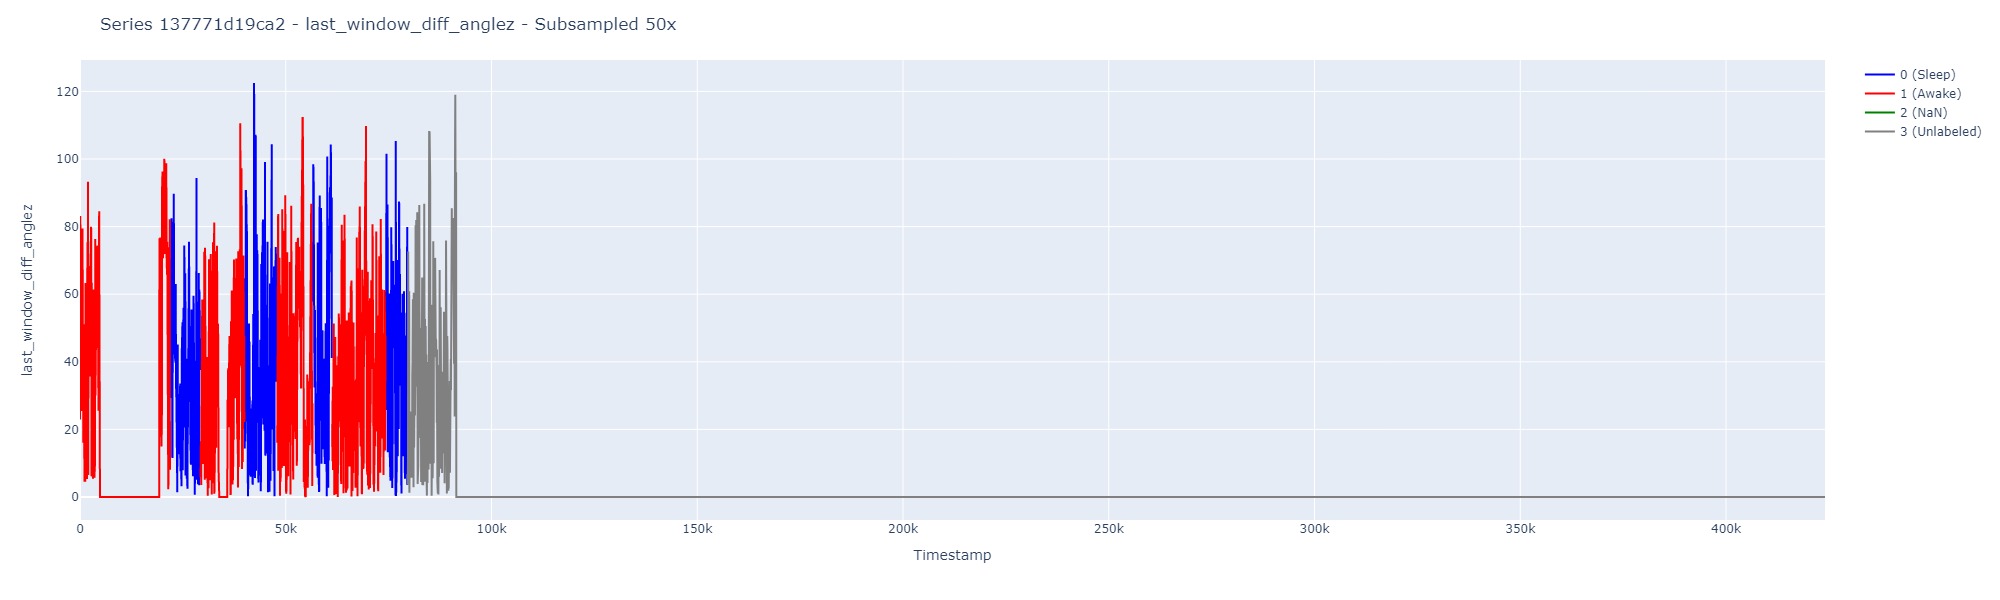 Series 137771d19ca2 - last_window_diff_anglez - Subsampled 50x
0 (Sleep)
1 (Awake)
2 (NaN)
3 (Unlabeled)
last_window_diff_anglez
120
100
80
60
40
20
0
0 50k 100k 150k 200k 250k 300k 350k 400k
Timestamp